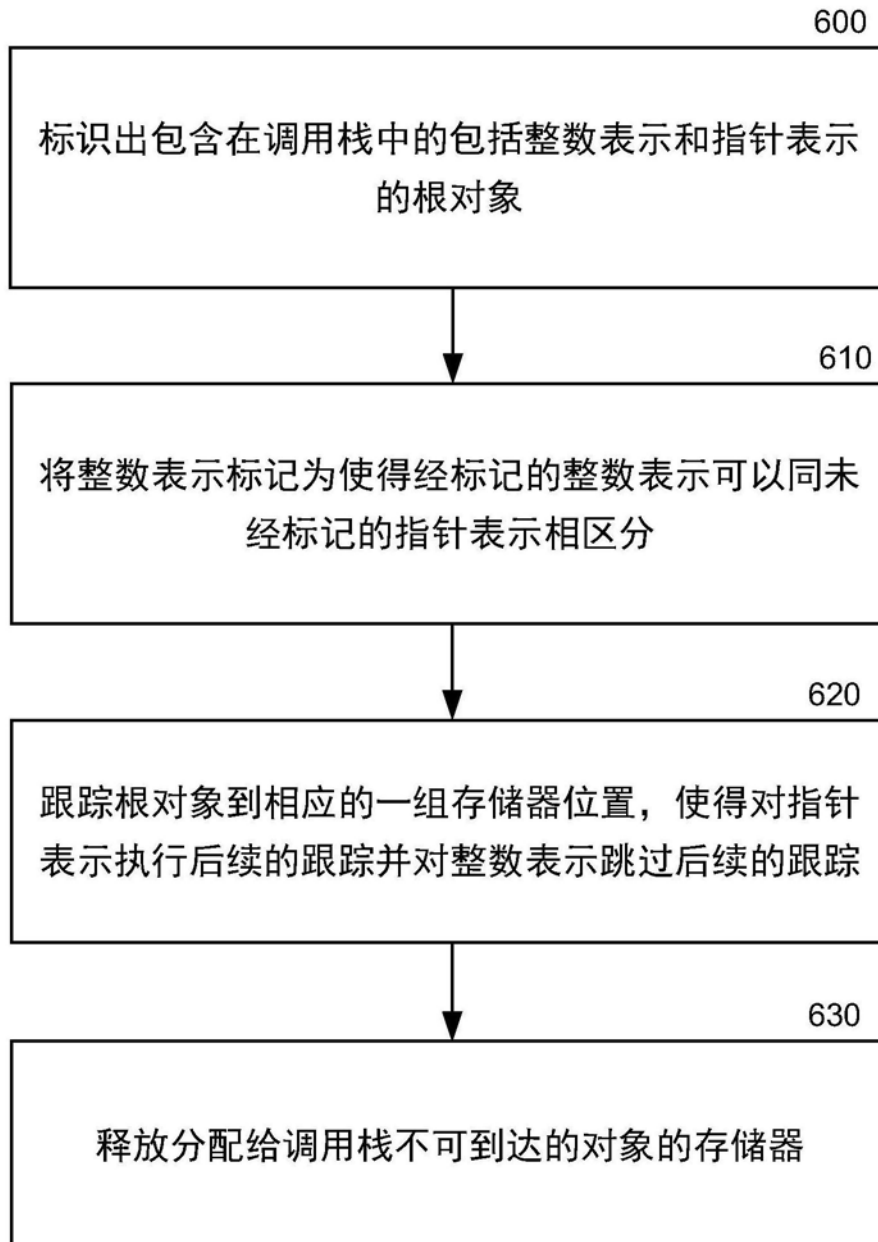 600
标识出包含在调用栈中的包括整数表示和指针表示
的根对象
610
将整数表示标记为使得经标记的整数表示可以同未
经标记的指针表示相区分
620
跟踪根对象到相应的一组存储器位置，使得对指针
表示执行后续的跟踪并对整数表示跳过后续的跟踪
630
释放分配给调用栈不可到达的对象的存储器